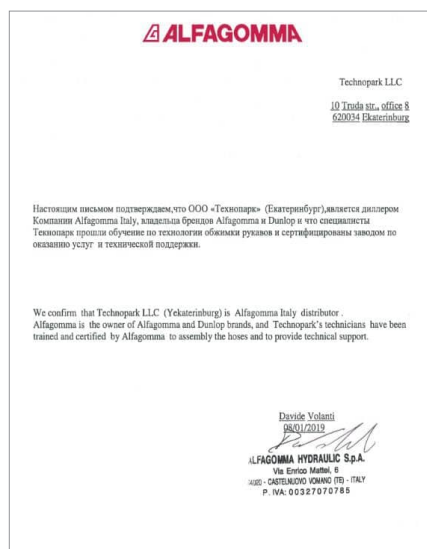 ALFAGOMMA
Technopark LLC
10 Truda str., office 8
620034 Ekaterinburg
Настоящим письмом подтверждаем,что ООО «Технопарк» (Екатеринбург),является диллером
Компании Alfagomma Italy, владельца брендов Alfagomma и Dunlop и что специалисты
Текнопарк прошли обучение по технологии обжимки рукавов и сертифицированы заводом по
оказанию услуг и технической поддержки.
We confirm that Technopark LLC (Yekaterinburg) is Alfagomma Italy distributor .
Alfagomma is the owner of Alfagomma and Dunlop brands, and Technopark's technicians have been
trained and certified by Alfagomma to assembly the hoses and to provide technical support.
Davide Volanti
08/01/2019
ALFAGOMMA HYDRAULIC S.p.A.
Via Enrico Mattei, 6
- CASTELNUOVO VOMANO (TE) - ITALY
P. IVA: 00327070785